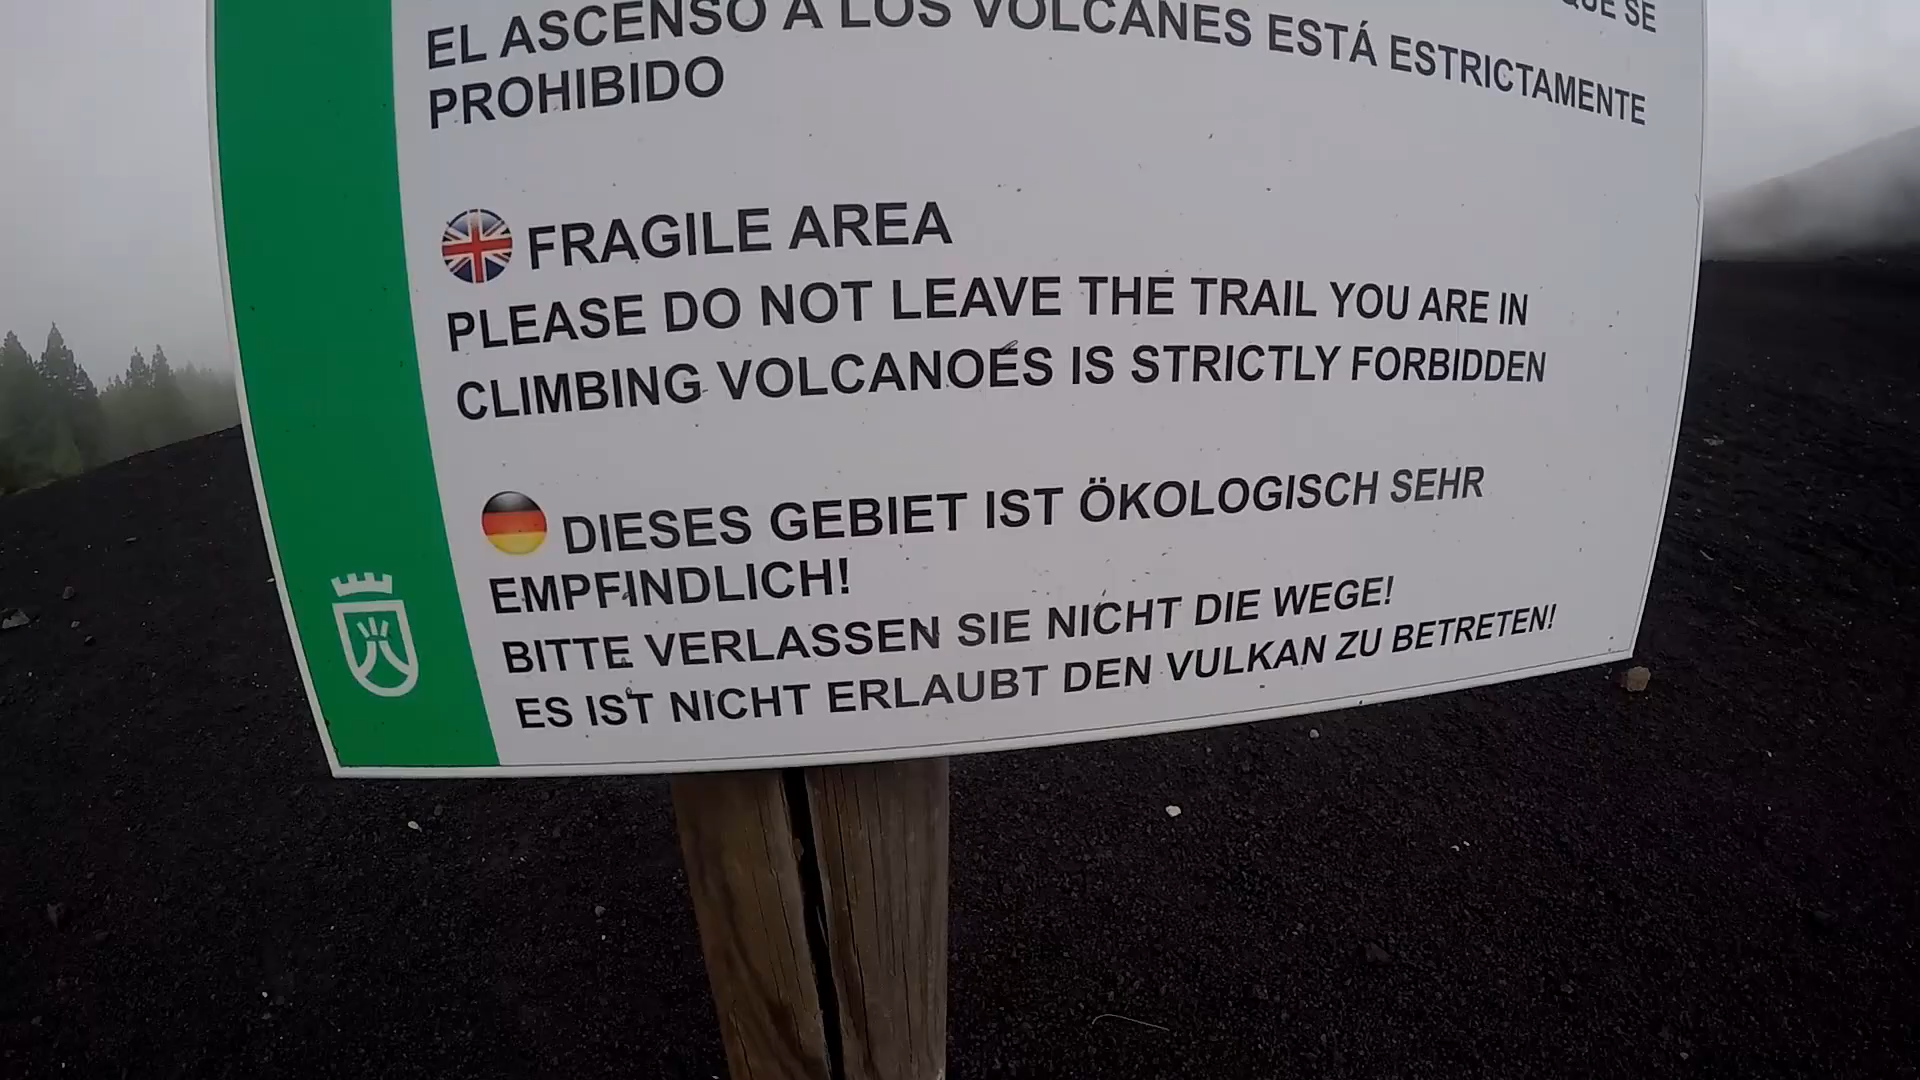 QUE SE
EL ASCENSO A LOS VOLCANES ESTÁ ESTRICTAMENTE
PROHIBIDO
FRAGILE AREA
PLEASE DO NOT LEAVE THE TRAIL YOU ARE IN
CLIMBING VOLCANOES IS STRICTLY FORBIDDEN
DIESES GEBIET IST ÖKOLOGISCH SEHR
EMPFINDLICH!
BITTE VERLASSEN SIE NICHT DIE WEGE!
ES IST NICHT ERLAUBT DEN VULKAN ZU BETRETEN!